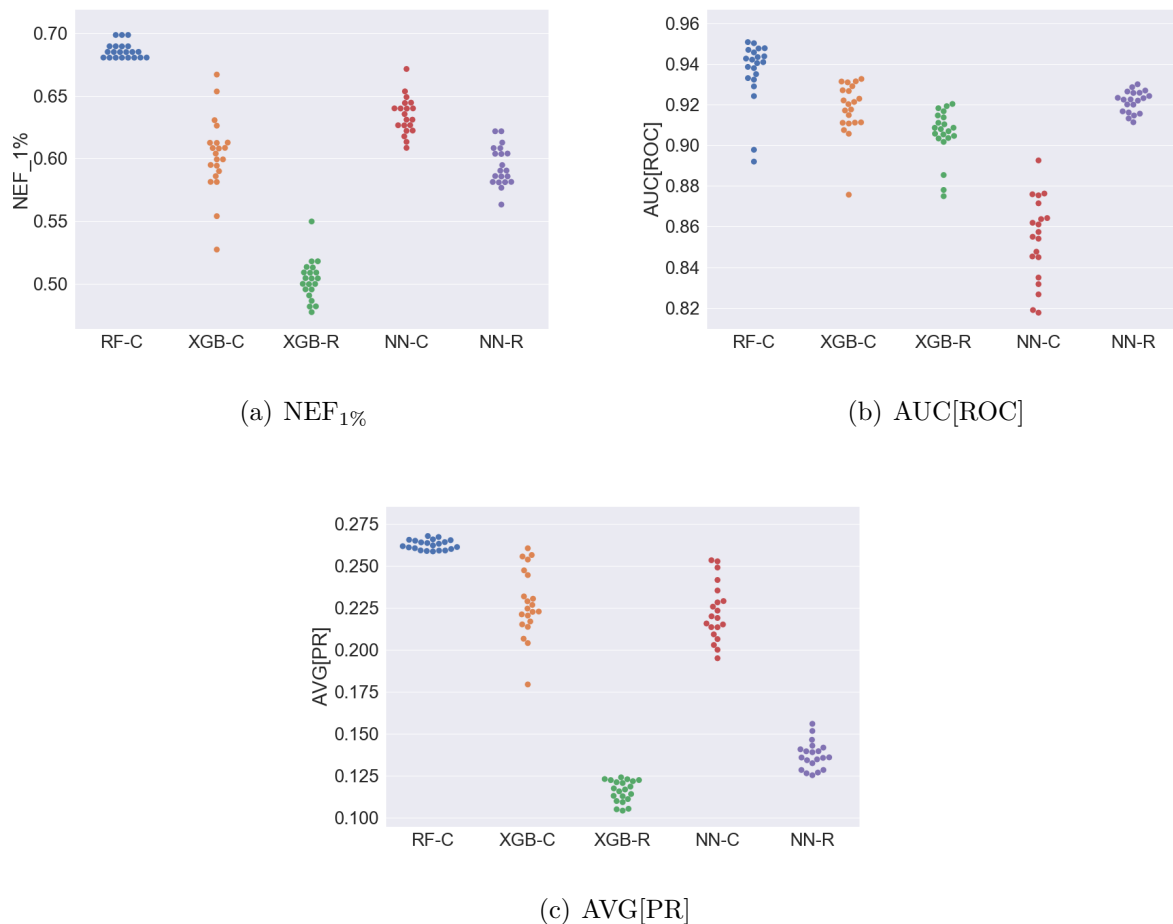 NEF_1%
0.70
0.65
0.60
0.55
0.50
RF-C XGB-C XGB-R NN-C NN-R
(a) NEF1%
AUC[ROC]
0.96
0.94
0.92
0.90
0.88
0.86
0.84
0.82
RF-C XGB-C XGB-R NN-C NN-R
(b) AUC[ROC]
AVG[PR]
0.275
0.250
0.225
0.200
0.175
0.150
0.125
0.100
RF-C XGB-C XGB-R NN-C NN-R
(c) AVG[PR]